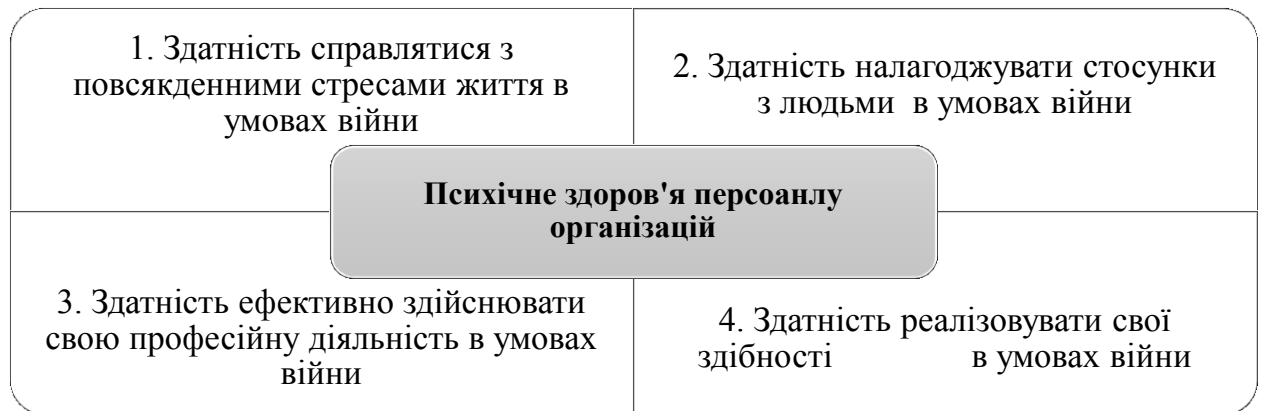 1. Здатність справлятися з
повсякденними стресами життя в
умовах війни
2. Здатність налагоджувати стосунки
з людьми в умовах війни
Психічне здоров'я персоанлу
організацій
3. Здатність ефективно здійснювати
свою професійну діяльність в умовах
війни
4. Здатність реалізовувати свої
здібності в умовах війни